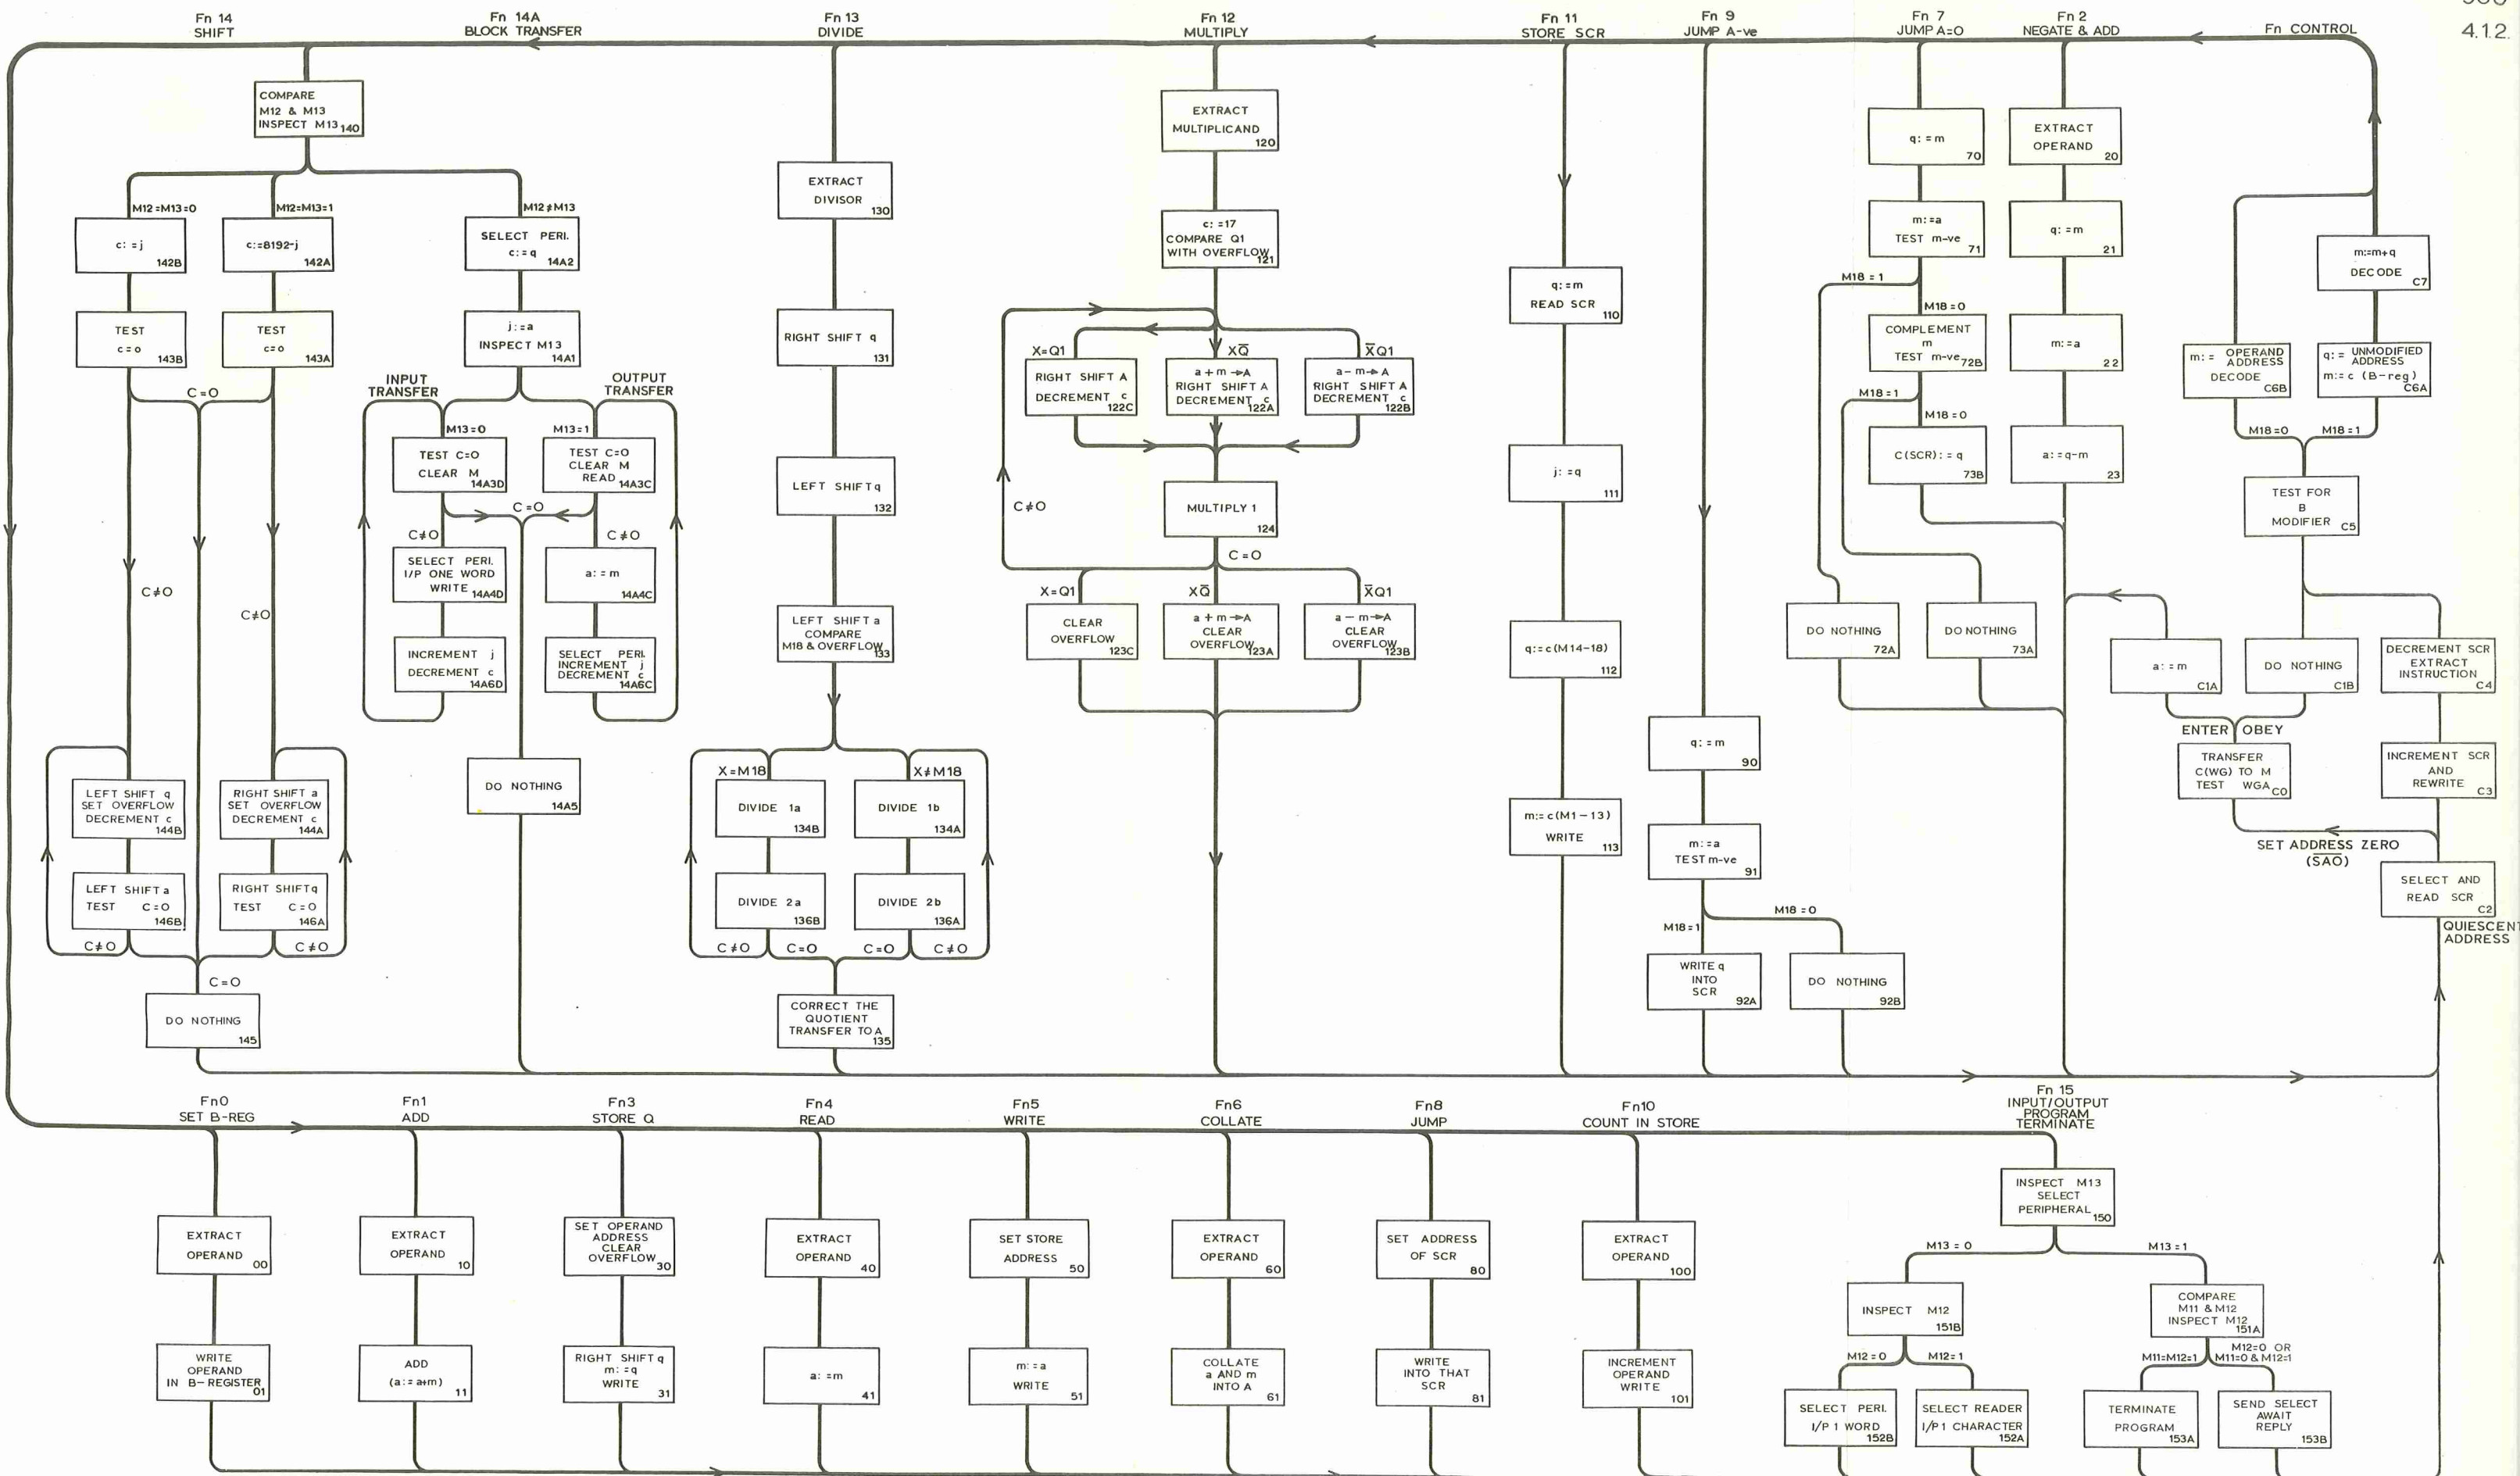 Fn 14
SHIFT
Fn 14A
BLOCK TRANSFER
Fn 13
DIVIDE
Fn 12
MULTIPLY
Fn 11
STORE SCR
Fn 9
JUMP A-ve
Fn 7
JUMP A=O
Fn 2
NEGATE & ADD
Fn CONTROL
4.1.2.
COMPARE
M12 & M13
INSPECT M13
140
M12=M13=0
M12=M13=1
M12≠M13
c: =j
142B
c:=8192-j
142A
SELECT PERI.
c:=q
14A2
TEST
c=o
143B
TEST
c=o
143A
j:=a
INSPECT M13
14A1
C=O
INPUT
TRANSFER
OUTPUT
TRANSFER
M13=0
M13=1
TEST C=O
CLEAR M
14A3D
TEST C=O
CLEAR M
READ
14A3C
C=O
C≠O
C≠O
SELECT PERI.
I/P ONE WORD
WRITE
14A4D
a: = m
14A4C
C≠O
C≠O
INCREMENT j
DECREMENT c
14A6D
SELECT PERI.
INCREMENT j
DECREMENT c
14A6C
LEFT SHIFT q
SET OVERFLOW
DECREMENT c
144B
RIGHT SHIFT a
SET OVERFLOW
DECREMENT c
144A
DO NOTHING
14A5
LEFT SHIFT a
TEST C=O
146B
RIGHT SHIFT q
TEST C=O
146A
C≠O
C≠O
C=O
DO NOTHING
145
EXTRACT
DIVISOR
130
RIGHT SHIFT q
131
LEFT SHIFT q
132
LEFT SHIFT a
COMPARE
M18 & OVERFLOW
133
X=M18
X≠M18
DIVIDE 1a
134B
DIVIDE 1b
134A
DIVIDE 2a
136B
DIVIDE 2b
136A
C≠O
C=O
C=O
C≠O
CORRECT THE
QUOTIENT
TRANSFER TO A
135
EXTRACT
MULTIPLICAND
120
c: =17
COMPARE Q1
WITH OVERFLOW
121
X=Q1
XQ̅
X̅Q1
RIGHT SHIFT A
DECREMENT c
122C
a+m→A
RIGHT SHIFT A
DECREMENT c
122A
a-m→A
RIGHT SHIFT A
DECREMENT c
122B
C≠O
MULTIPLY 1
124
C=O
X=Q1
XQ̅
X̅Q1
CLEAR
OVERFLOW
123C
a+m→A
CLEAR
OVERFLOW
123A
a-m→A
CLEAR
OVERFLOW
123B
q:=m
READ SCR
110
j: =q
111
q:=c(M14-18)
112
m:=c(M1-13)
WRITE
113
q: =m
90
m:=a
TEST m-ve
91
M18=0
M18=1
WRITE q
INTO
SCR
92A
DO NOTHING
92B
q: =m
70
m:=a
TEST m-ve
71
M18 = 1
M18=0
COMPLEMENT
m
TEST m-ve
72B
M18=1
M18=0
C(SCR): = q
73B
DO NOTHING
72A
DO NOTHING
73A
EXTRACT
OPERAND
20
q: =m
21
m:=a
22
a:=q-m
23
m:=m+q
DECODE
C7
m: = OPERAND
ADDRESS
DECODE
C6B
q: = UNMODIFIED
ADDRESS
m:=c (B-reg)
C6A
M18=0
M18=1
TEST FOR
B
MODIFIER
C5
a: =m
C1A
DO NOTHING
C1B
DECREMENT SCR
EXTRACT
INSTRUCTION
C4
ENTER
OBEY
TRANSFER
C(WG) TO M
TEST WGA
C0
INCREMENT SCR
AND
REWRITE
C3
SET ADDRESS ZERO
(S̅A̅O̅)
SELECT AND
READ SCR
C2
QUIESCENT
ADDRESS
Fn0
SET B-REG
Fn1
ADD
Fn3
STORE Q
Fn4
READ
Fn5
WRITE
Fn6
COLLATE
Fn8
JUMP
Fn10
COUNT IN STORE
Fn 15
INPUT/OUTPUT
PROGRAM
TERMINATE
EXTRACT
OPERAND
00
EXTRACT
OPERAND
10
SET OPERAND
ADDRESS
CLEAR
OVERFLOW
30
EXTRACT
OPERAND
40
SET STORE
ADDRESS
50
EXTRACT
OPERAND
60
SET ADDRESS
OF SCR
80
EXTRACT
OPERAND
100
INSPECT M13
SELECT
PERIPHERAL
150
M13 = 0
M13=1
INSPECT M12
151B
COMPARE
M11 & M12
INSPECT M12
151A
WRITE
OPERAND
IN B-REGISTER
01
ADD
(a:=a+m)
11
RIGHT SHIFT q
m: =q
WRITE
31
a: =m
41
m: =a
WRITE
51
COLLATE
a AND m
INTO A
61
WRITE
INTO THAT
SCR
81
INCREMENT
OPERAND
WRITE
101
M12=0
M12=1
M11=M12=1
M12=0 OR
M11=0 & M12=1
SELECT PERI.
I/P 1 WORD
152B
SELECT READER
I/P 1 CHARACTER
152A
TERMINATE
PROGRAM
153A
SEND SELECT
AWAIT
REPLY
153B